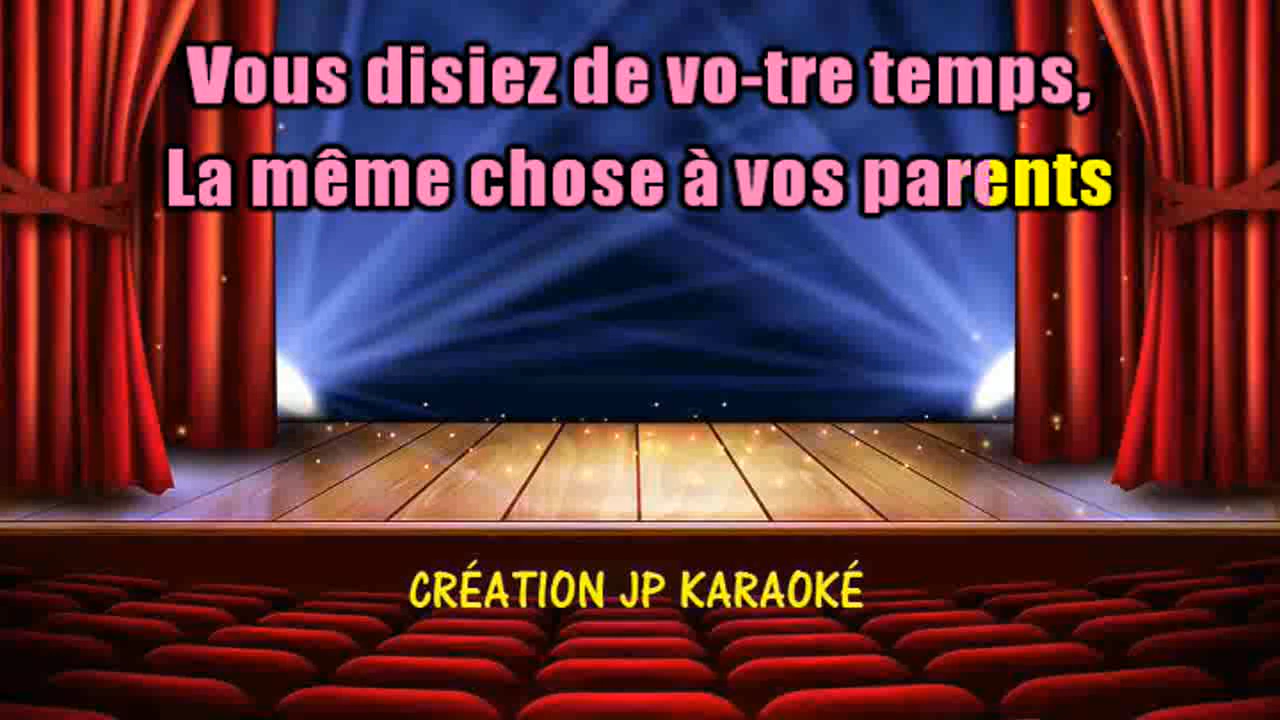 Vous disiez de vo-tre temps,
La même chose à vos parents
CRÉATION JP KARAOKÉ